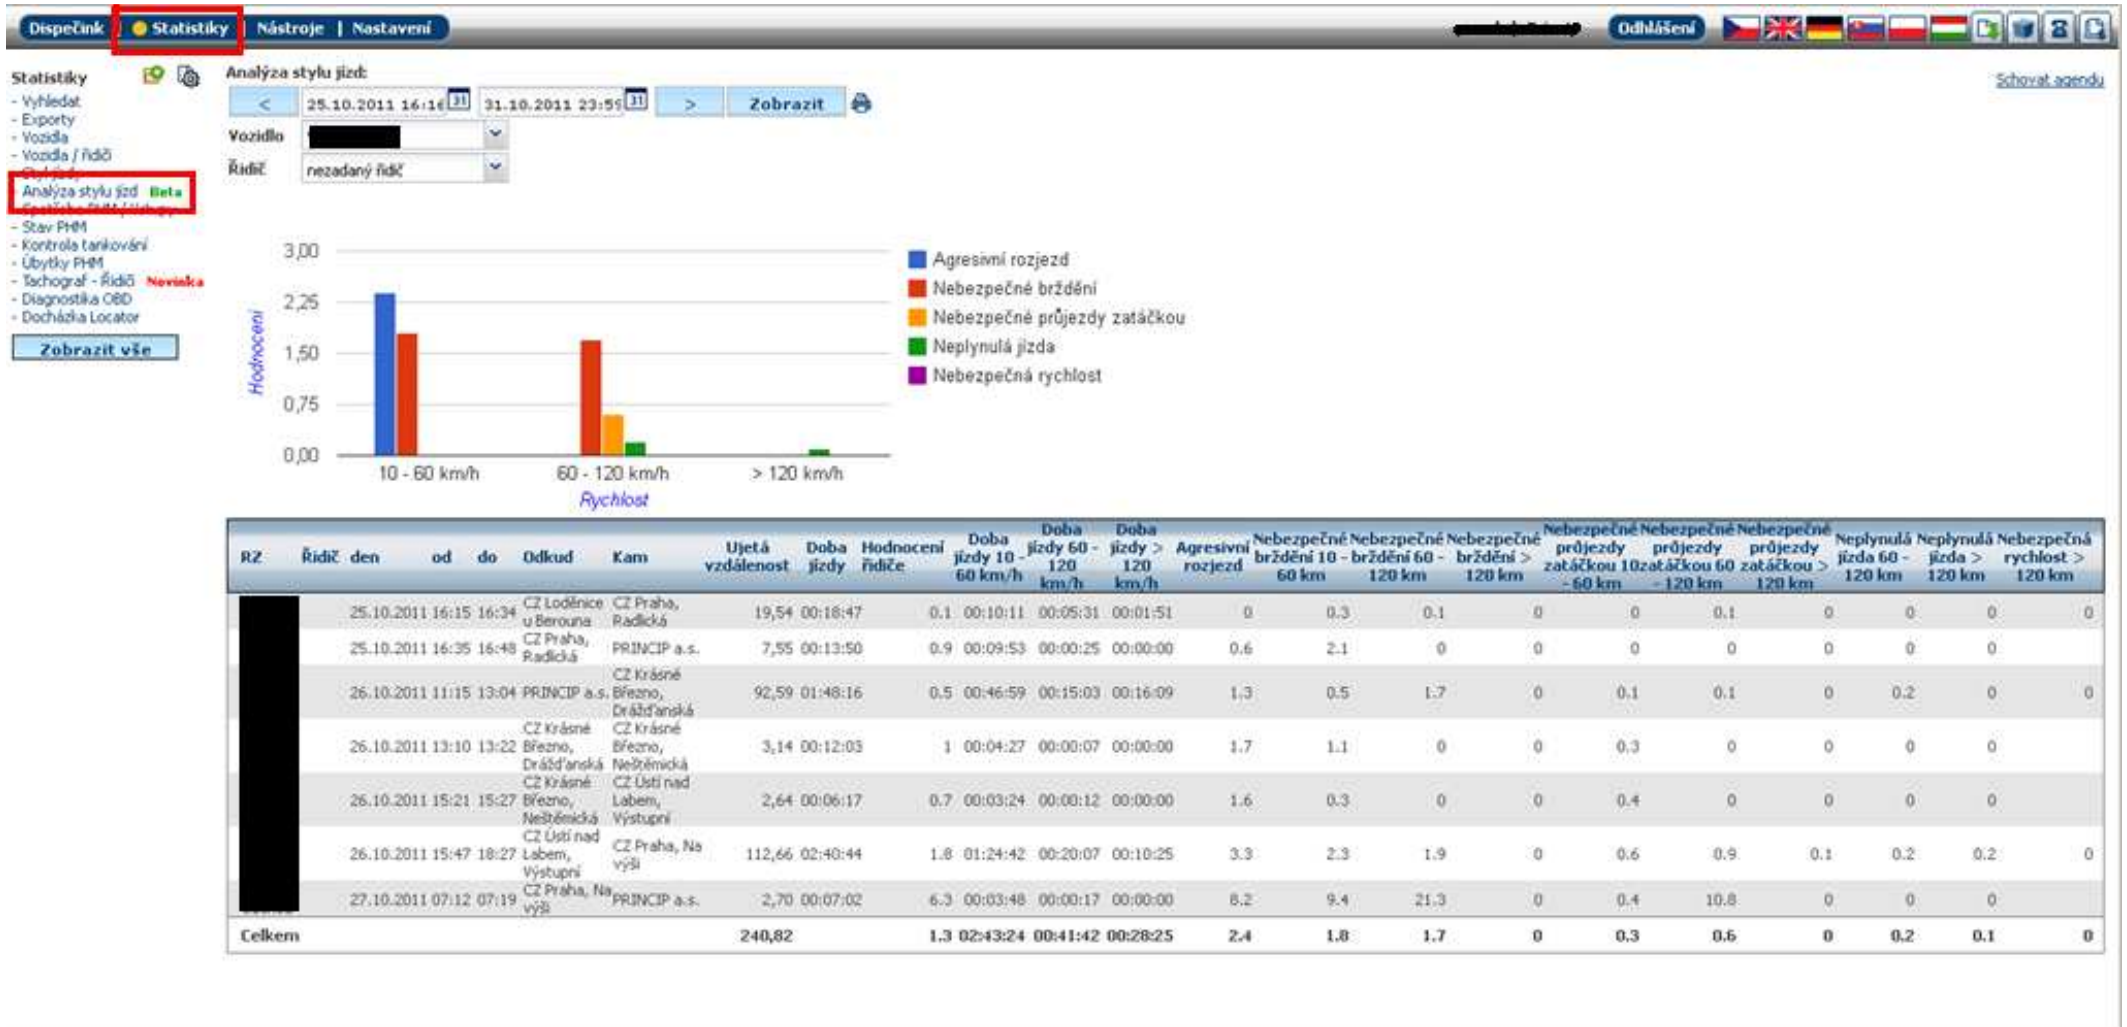 Dispečink | Statistiky | Nástroje | Nastavení
Odhlášení
Statistiky
- Vyhledat
- Exporty
- Vozidla
- Vozidla / řidiči
- Styl jízdy
- Analýza stylu jízd Beta
- Spotřeba PHM / Vstupy
- Stav PHM
- Kontrola tankování
- Úbytky PHM
- Tachograf - Řidiči Novinka
- Diagnostika OBD
- Docházka Locator
Zobrazit vše
Analýza stylu jízd:
Schovat agendu
< 25.10.2011 16:16 31 31.10.2011 23:59 31 > Zobrazit
Vozidlo
Řidič nezadaný řidič
3,00
2,25
1,50
0,75
0,00
Hodnocení
10 - 60 km/h 60 - 120 km/h > 120 km/h
Rychlost
Agresivní rozjezd
Nebezpečné brždění
Nebezpečné průjezdy zatáčkou
Neplynulá jízda
Nebezpečná rychlost
RZ Řidič den od do Odkud Kam Ujetá vzdálenost Doba jízdy Hodnocení řidiče Doba jízdy 10 - 60 km/h Doba jízdy 60 - 120 km/h Doba jízdy > 120 km/h Agresivní rozjezd Nebezpečné brždění 10 - 60 km Nebezpečné brždění 60 - 120 km Nebezpečné brždění > 120 km Nebezpečné průjezdy zatáčkou 10 - 60 km Nebezpečné průjezdy zatáčkou 60 - 120 km Nebezpečné průjezdy zatáčkou > 120 km Neplynulá jízda 60 - 120 km Neplynulá jízda > 120 km Nebezpečná rychlost > 120 km
25.10.2011 16:15 16:34 CZ Loděnice u Berouna CZ Praha, Radlická 19,54 00:18:47 0.1 00:10:11 00:05:31 00:01:51 0 0.3 0.1 0 0 0.1 0 0 0 0
25.10.2011 16:35 16:48 CZ Praha, Radlická PRINCIP a.s. 7,55 00:13:50 0.9 00:09:53 00:00:25 00:00:00 0.6 2.1 0 0 0 0 0 0 0
26.10.2011 11:15 13:04 PRINCIP a.s. CZ Krásné Březno, Drážďanská 92,59 01:48:16 0.5 00:46:59 00:15:03 00:16:09 1.3 0.5 1.7 0 0.1 0.1 0 0.2 0 0
26.10.2011 13:10 13:22 CZ Krásné Březno, Drážďanská CZ Krásné Březno, Neštěmická 3,14 00:12:03 1 00:04:27 00:00:07 00:00:00 1.7 1.1 0 0 0.3 0 0 0 0
26.10.2011 15:21 15:27 CZ Krásné Březno, Neštěmická CZ Ústí nad Labem, Výstupní 2,64 00:06:17 0.7 00:03:24 00:00:12 00:00:00 1.6 0.3 0 0 0.4 0 0 0 0
26.10.2011 15:47 18:27 CZ Ústí nad Labem, Výstupní CZ Praha, Na výši 112,66 02:40:44 1.8 01:24:42 00:20:07 00:10:25 3.3 2.3 1.9 0 0.6 0.9 0.1 0.2 0.2 0
27.10.2011 07:12 07:19 CZ Praha, Na výši PRINCIP a.s. 2,70 00:07:02 6.3 00:03:48 00:00:17 00:00:00 8.2 9.4 21.3 0 0.4 10.8 0 0 0
Celkem 240,82 1.3 02:43:24 00:41:42 00:28:25 2.4 1.8 1.7 0 0.3 0.6 0 0.2 0.1 0